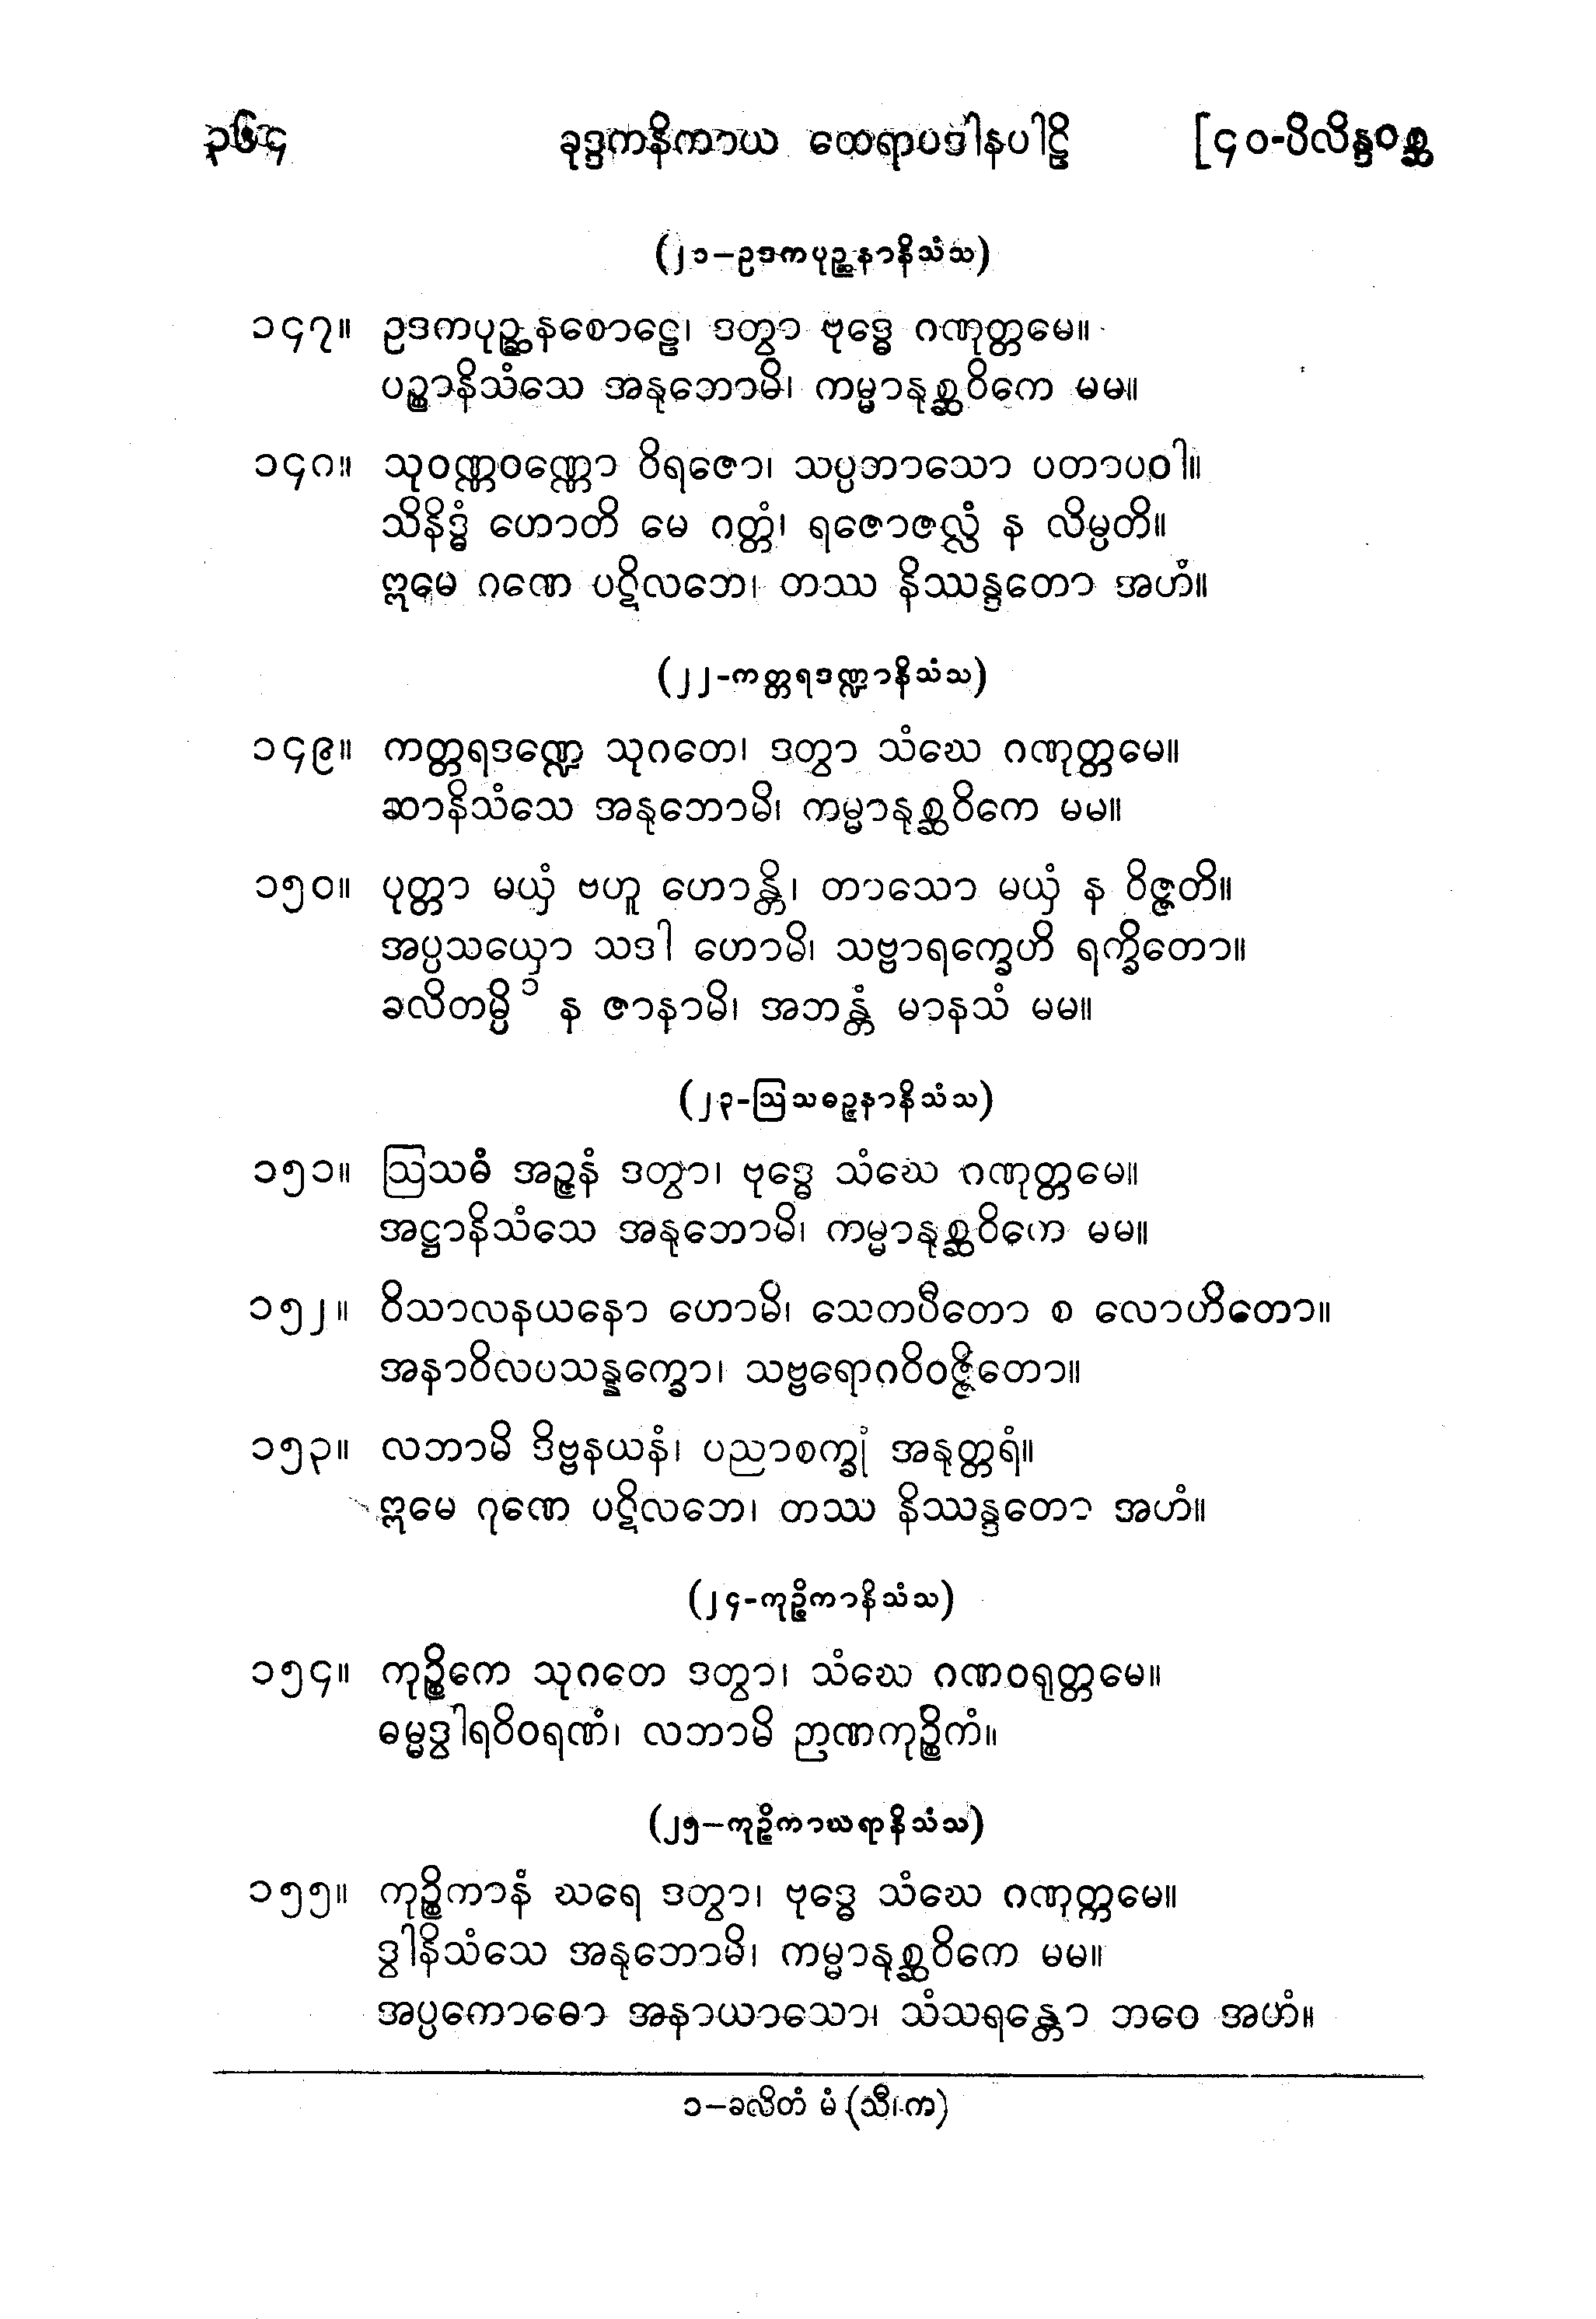 ၃၆၄ ခုဒ္ဒကနိကာယ ထေရာပဒါနပါဠိ [၄၀-ပိလိန္ဒဝစ္ဆ
(၂၁–ဥဒကပုဉ္ဆနာနိသံသ)
၁၄၇။ ဥဒကပုဉ္ဆနစောဠေ၊ ဒတွာ ဗုဒ္ဓေ ဂဏုတ္တမေ။
ပဉ္စာနိသံသေ အနုဘောမိ၊ ကမ္မာနုစ္ဆဝိကေ မမ။
၁၄၈။ သုဝဏ္ဏဝဏ္ဏော ဝိရဇော၊ သပ္ပဘာသော ပတာပဝါ။
သိနိဒ္ဓံ ဟောတိ မေ ဂတ္တံ၊ ရဇောဇလ္လံ န လိမ္ပတိ။
ဣမေ ဂုဏေ ပဋိလဘေ၊ တဿ နိဿန္ဒတော အဟံ။
(၂၂-ကတ္တရဒဏ္ဍာနိသံသ)
၁၄၉။ ကတ္တရဒဏ္ဍေ သုဂတေ၊ ဒတွာ သံဃေ ဂဏုတ္တမေ။
ဆာနိသံသေ အနုဘောမိ၊ ကမ္မာနုစ္ဆဝိကေ မမ။
၁၅၀။ ပုတ္တာ မယှံ ဗဟူ ဟောန္တိ၊ တာသော မယှံ န ဝိဇ္ဇတိ။
အပ္ပသယှော သဒါ ဟောမိ၊ သဗ္ဗာရက္ခေဟိ ရက္ခိတော။
ခလိတမ္ပိ ၁ န ဇာနာမိ၊ အဘန္တံ မာနသံ မမ။
(၂၃-ဩသဓဉ္ဇနာနိသံသ)
၁၅၁။ ဩသဓံ အဉ္ဇနံ ဒတွာ၊ ဗုဒ္ဓေ သံဃေ ဂဏုတ္တမေ။
အဋ္ဌာနိသံသေ အနုဘောမိ၊ ကမ္မာနုစ္ဆဝိကေ မမ။
၁၅၂။ ဝိသာလနယနော ဟောမိ၊ သေတပီတော စ လောဟိတော။
အနာဝိလပသန္နက္ခော၊ သဗ္ဗရောဂဝိဝဇ္ဇိတော။
၁၅၃။ လဘာမိ ဒိဗ္ဗနယနံ၊ ပညာစက္ခုံ အနုတ္တရံ။
ဣမေ ဂုဏေ ပဋိလဘေ၊ တဿ နိဿန္ဒတော အဟံ။
(၂၄-ကုဉ္စိကာနိသံသ)
၁၅၄။ ကုဉ္စိကေ သုဂတေ ဒတွာ၊ သံဃေ ဂဏဝရုတ္တမေ။
ဓမ္မဒွါရဝိဝရဏံ၊ လဘာမိ ဉာဏကုဉ္စိကံ။
(၂၅–ကုဉ္စိကာဃရာနိသံသ)
၁၅၅။ ကုဉ္စိကာနံ ဃရေ ဒတွာ၊ ဗုဒ္ဓေ သံဃေ ဂဏုတ္တမေ။
ဒွါနိသံသေ အနုဘောမိ၊ ကမ္မာနုစ္ဆဝိကေ မမ။
အပ္ပကောဓော အနာယာသော၊ သံသရန္တော ဘဝေ အဟံ။
၁–ခလိတံ မံ (သီ၊ က)